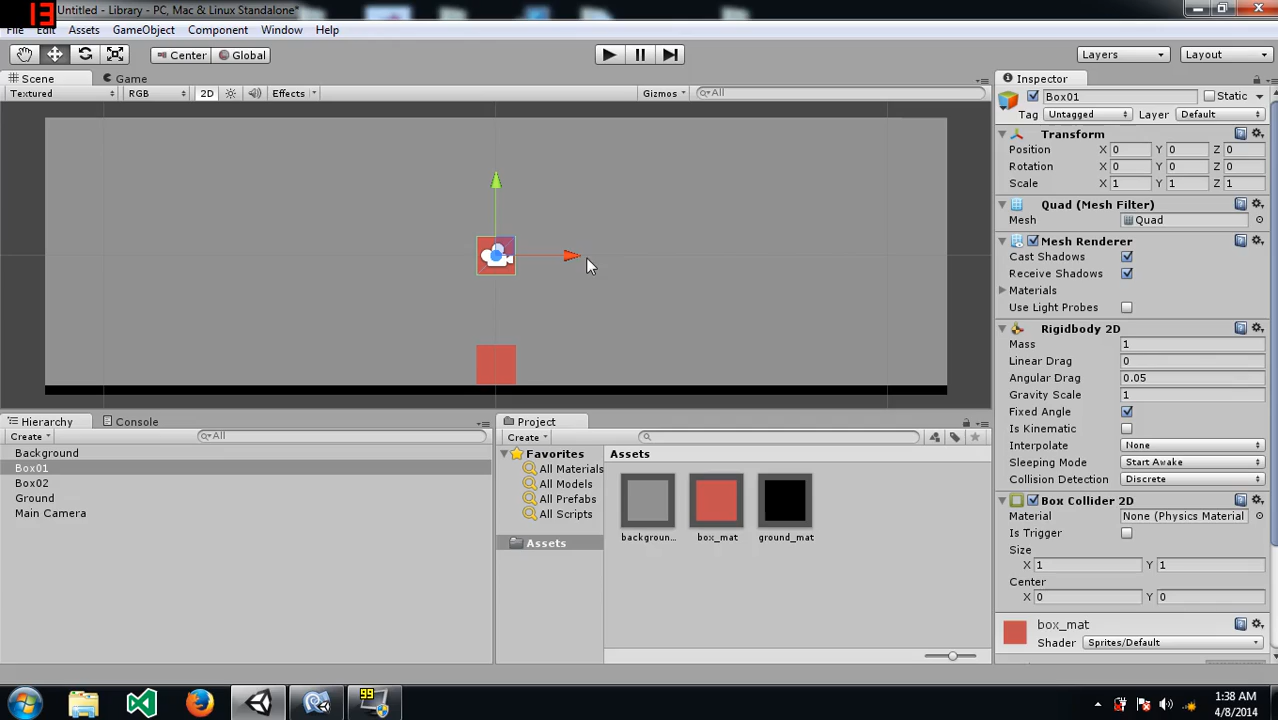 13
Untitled - Library - PC, Mac & Linux Standalone*
File Edit Assets GameObject Component Window Help
Center Global Layers Layout
Scene Game
Textured RGB 2D Effects Gizmos All
Inspector
Box01 Static
Tag Untagged Layer Default
Transform
Position X 0 Y 0 Z 0
Rotation X 0 Y 0 Z 0
Scale X 1 Y 1 Z 1
Quad (Mesh Filter)
Mesh Quad
Mesh Renderer
Cast Shadows
Receive Shadows
Materials
Use Light Probes
Rigidbody 2D
Mass 1
Linear Drag 0
Angular Drag 0.05
Gravity Scale 1
Fixed Angle
Is Kinematic
Interpolate None
Sleeping Mode Start Awake
Collision Detection Discrete
Box Collider 2D
Material None (Physics Material
Is Trigger
Size
X 1 Y 1
Center
X 0 Y 0
box_mat
Shader Sprites/Default
Hierarchy Console
Create All
Background
Box01
Box02
Ground
Main Camera
Project
Create
Favorites
All Materials
All Models
All Prefabs
All Scripts
Assets
Assets
backgroun... box_mat ground_mat
99
1:38 AM
4/8/2014